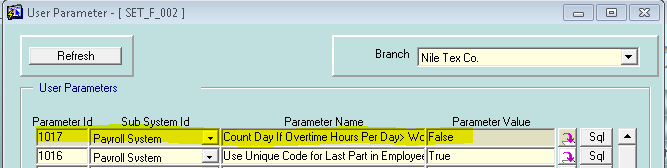 User Parameter - [ SET_F_002 ]
Refresh
Branch Nile Tex Co.
User Parameters
Parameter Id Sub System Id Parameter Name Parameter Value
1017 Payroll System Count Day If Overtime Hours Per Day> False Sql
1016 Payroll System Use Unique Code for Last Part in Employee True Sql